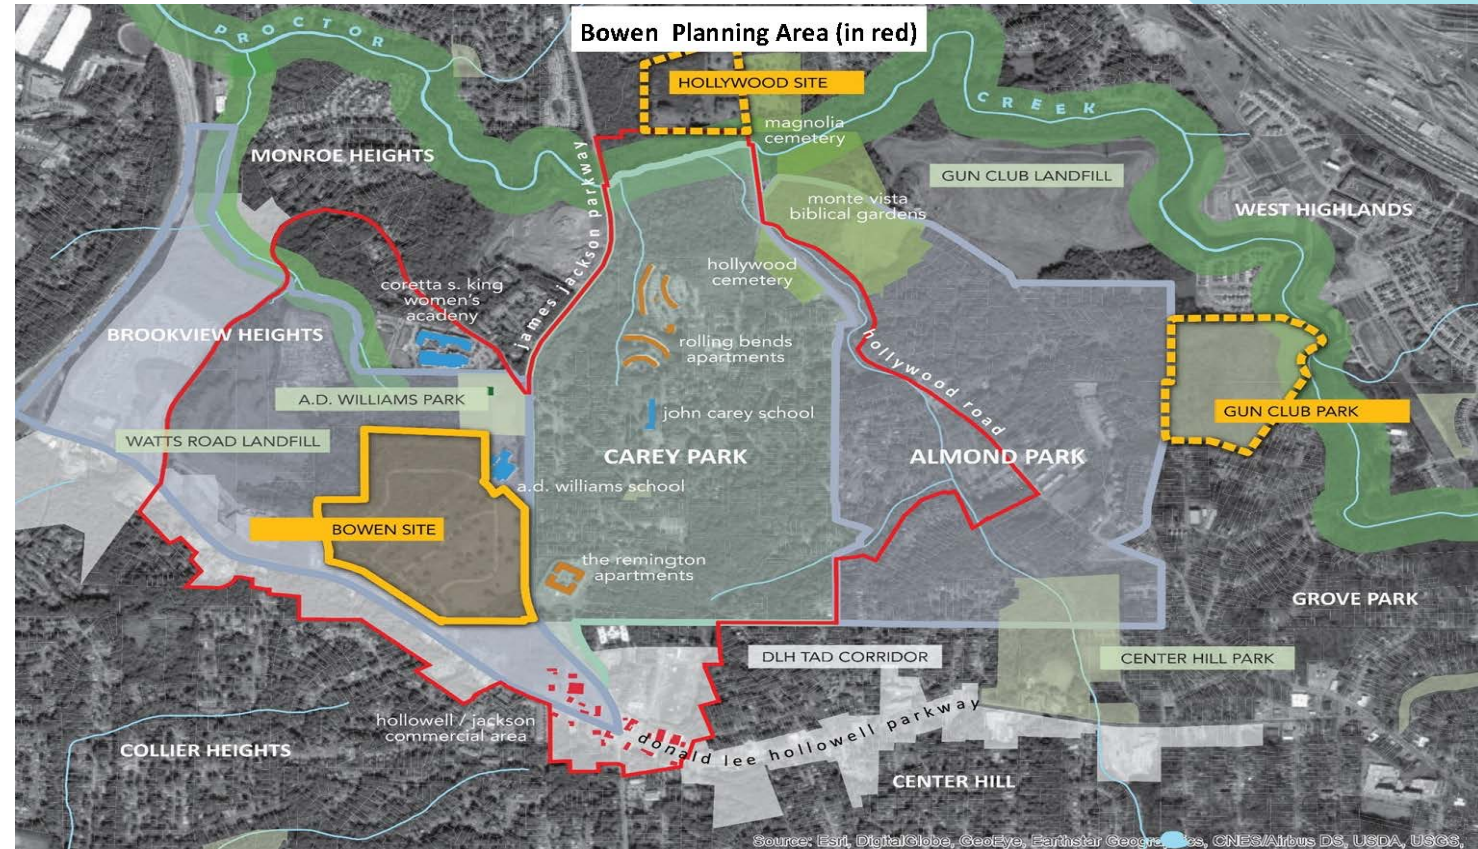 Bowen Planning Area (in red)
PROCTOR
HOLLYWOOD SITE
CREEK
magnolia
cemetery
MONROE HEIGHTS
GUN CLUB LANDFILL
james jackson parkway
monte vista
biblical gardens
WEST HIGHLANDS
hollywood
cemetery
coretta s. king
women's
acadeny
BROOKVIEW HEIGHTS
rolling bends
apartments
hollywood road
A.D. WILLIAMS PARK
john carey school
GUN CLUB PARK
WATTS ROAD LANDFILL
CAREY PARK
ALMOND PARK
a.d. williams school
BOWEN SITE
the remington
apartments
GROVE PARK
DLH TAD CORRIDOR
CENTER HILL PARK
hollowell / jackson
commercial area
donald lee hollowell parkway
COLLIER HEIGHTS
CENTER HILL
Source: Esri, DigitalGlobe, GeoEye, Earthstar Geogra cs, CNES/Airbus DS, USDA, USGS,